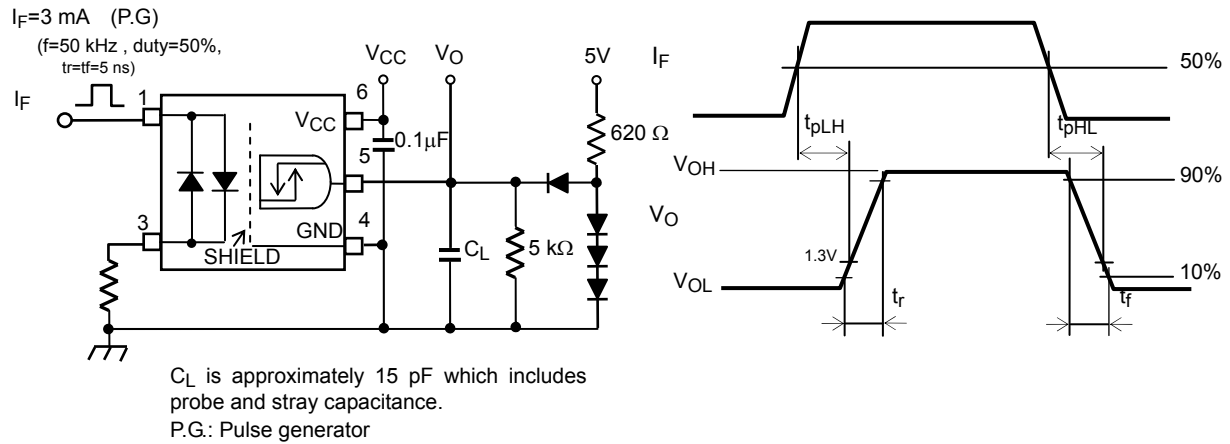 IF=3 mA (P.G)
(f=50 kHz , duty=50%,
tr=tf=5 ns)
IF
1
3
SHIELD
VCC
GND
6
5
4
VCC
0.1μF
VO
CL
5 kΩ
5V
620 Ω
CL is approximately 15 pF which includes
probe and stray capacitance.
P.G.: Pulse generator
IF
50%
tpLH
tpHL
VOH
90%
VO
1.3V
VOL
10%
tr
tf